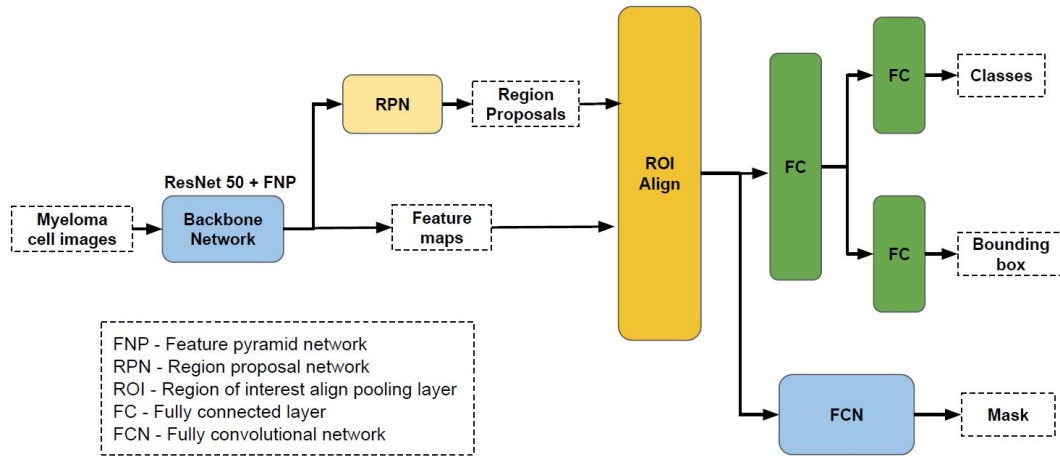 Myeloma
cell images
ResNet 50 + FNP
Backbone
Network
RPN
Region
Proposals
Feature
maps
ROI
Align
FC
FC
Classes
FC
Bounding
box
FCN
Mask
FNP - Feature pyramid network
RPN - Region proposal network
ROI - Region of interest align pooling layer
FC - Fully connected layer
FCN - Fully convolutional network